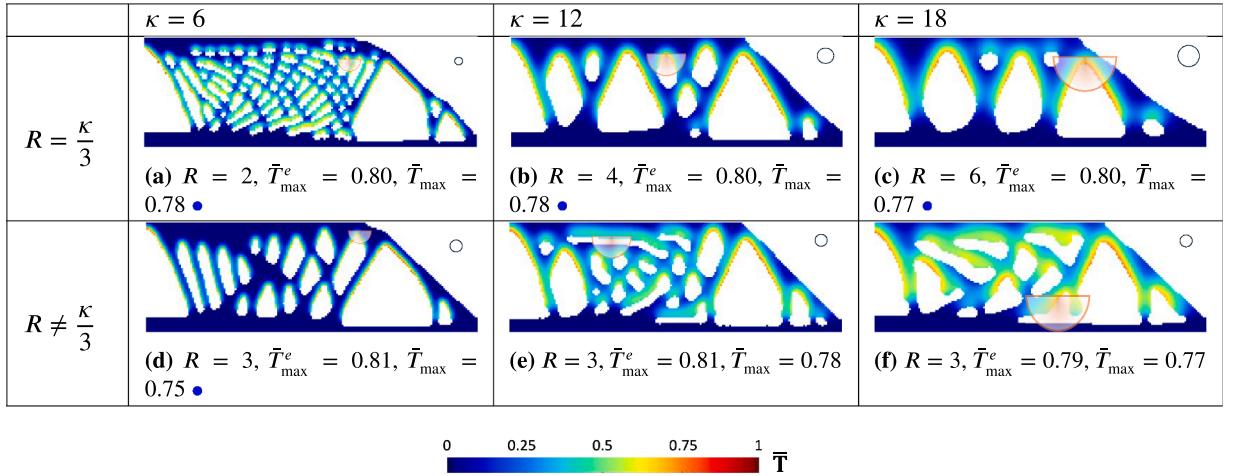 κ = 6 κ = 12 κ = 18
R = κ/3
(a) R = 2, T̄ᵉmax = 0.80, T̄max =
0.78
(b) R = 4, T̄ᵉmax = 0.80, T̄max =
0.78
(c) R = 6, T̄ᵉmax = 0.80, T̄max =
0.77
R ≠ κ/3
(d) R = 3, T̄ᵉmax = 0.81, T̄max =
0.75
(e) R = 3, T̄ᵉmax = 0.81, T̄max = 0.78
(f) R = 3, T̄ᵉmax = 0.79, T̄max = 0.77
0 0.25 0.5 0.75 1
T̄